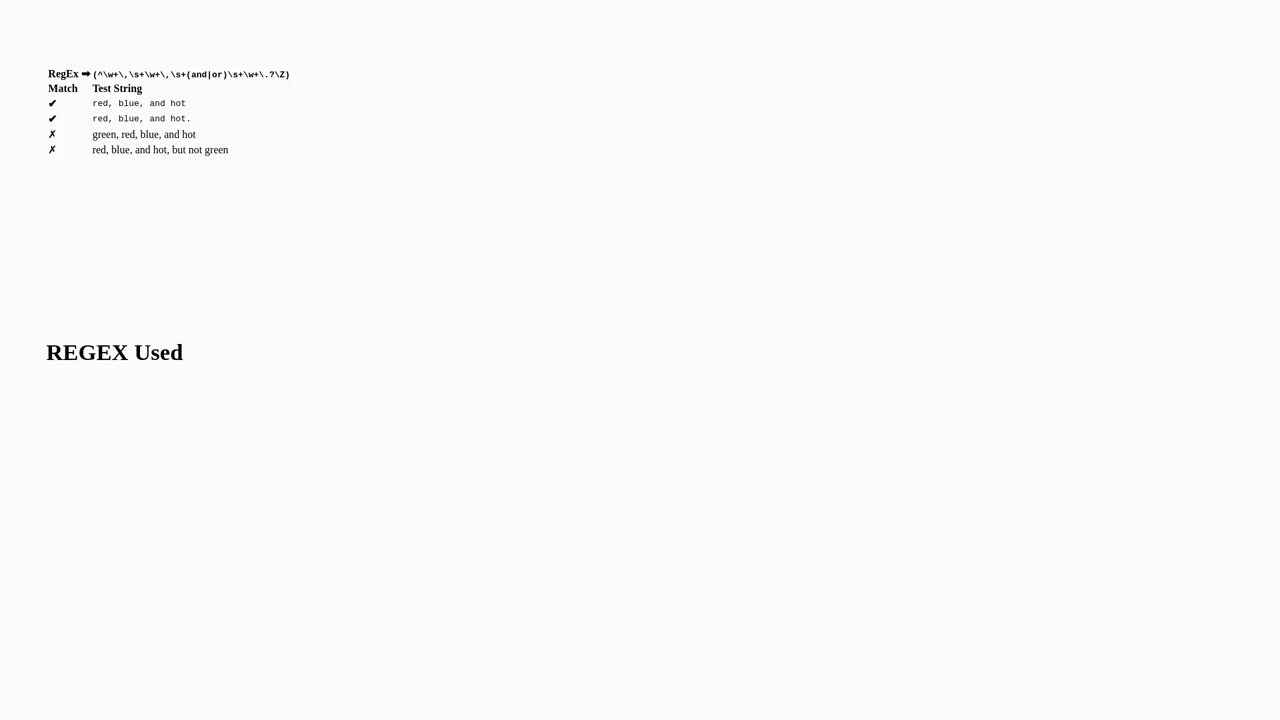 RegEx ➡ (^\w+\,\s+\w+\,\s+(and|or)\s+\w+\.?\Z)
Match Test String
✔ red, blue, and hot
✔ red, blue, and hot.
✗ green, red, blue, and hot
✗ red, blue, and hot, but not green
REGEX Used